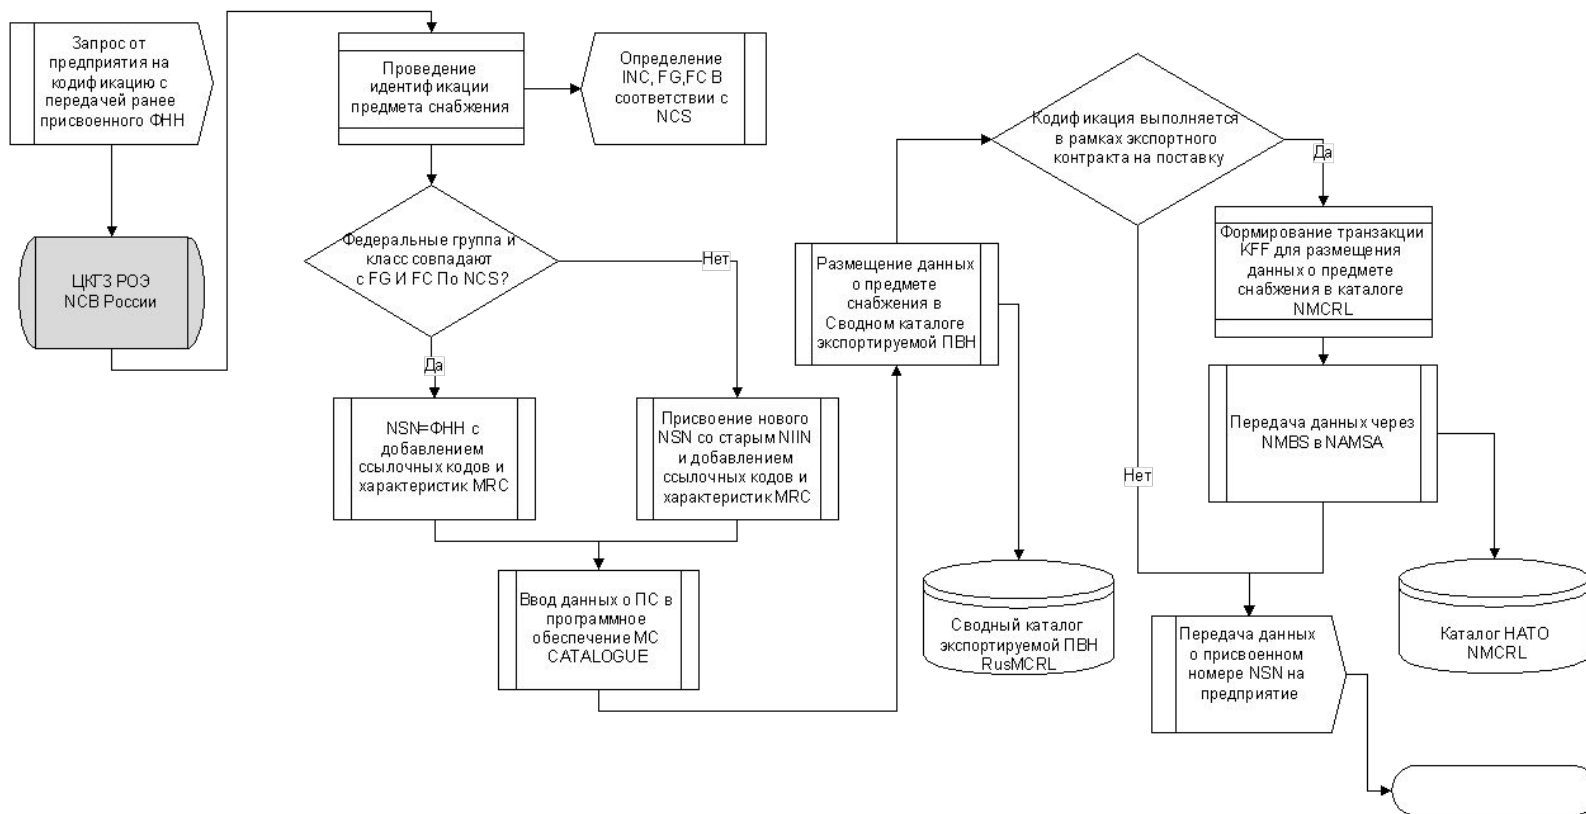 Запрос от
предприятия на
кодификацию с
передачей ранее
присвоенного ФНН
ЦКГЗ РОЭ
NCB России
Проведение
идентификации
предмета снабжения
Определение
INC, FG,FC В
соответствии с
NCS
Федеральные группа и
класс совпадают
с FG И FC По NCS?
Нет
Да
NSN=ФНН с
добавлением
ссылочных кодов и
характеристик MRC
Присвоение нового
NSN со старым NIIN
и добавлением
ссылочных кодов и
характеристик MRC
Ввод данных о ПС в
программное
обеспечение MC
CATALOGUE
Размещение данных
о предмете
снабжения в
Сводном каталоге
экспортируемой ПВН
Сводный каталог
экспортируемой ПВН
RusMCRL
Кодификация выполняется
в рамках экспортного
контракта на поставку
Да
Нет
Формирование транзакции
KFF для размещения
данных о предмете
снабжения в каталоге
NMCRL
Передача данных через
NMBS в NAMSA
Каталог НАТО
NMCRL
Передача данных
о присвоенном
номере NSN на
предприятие